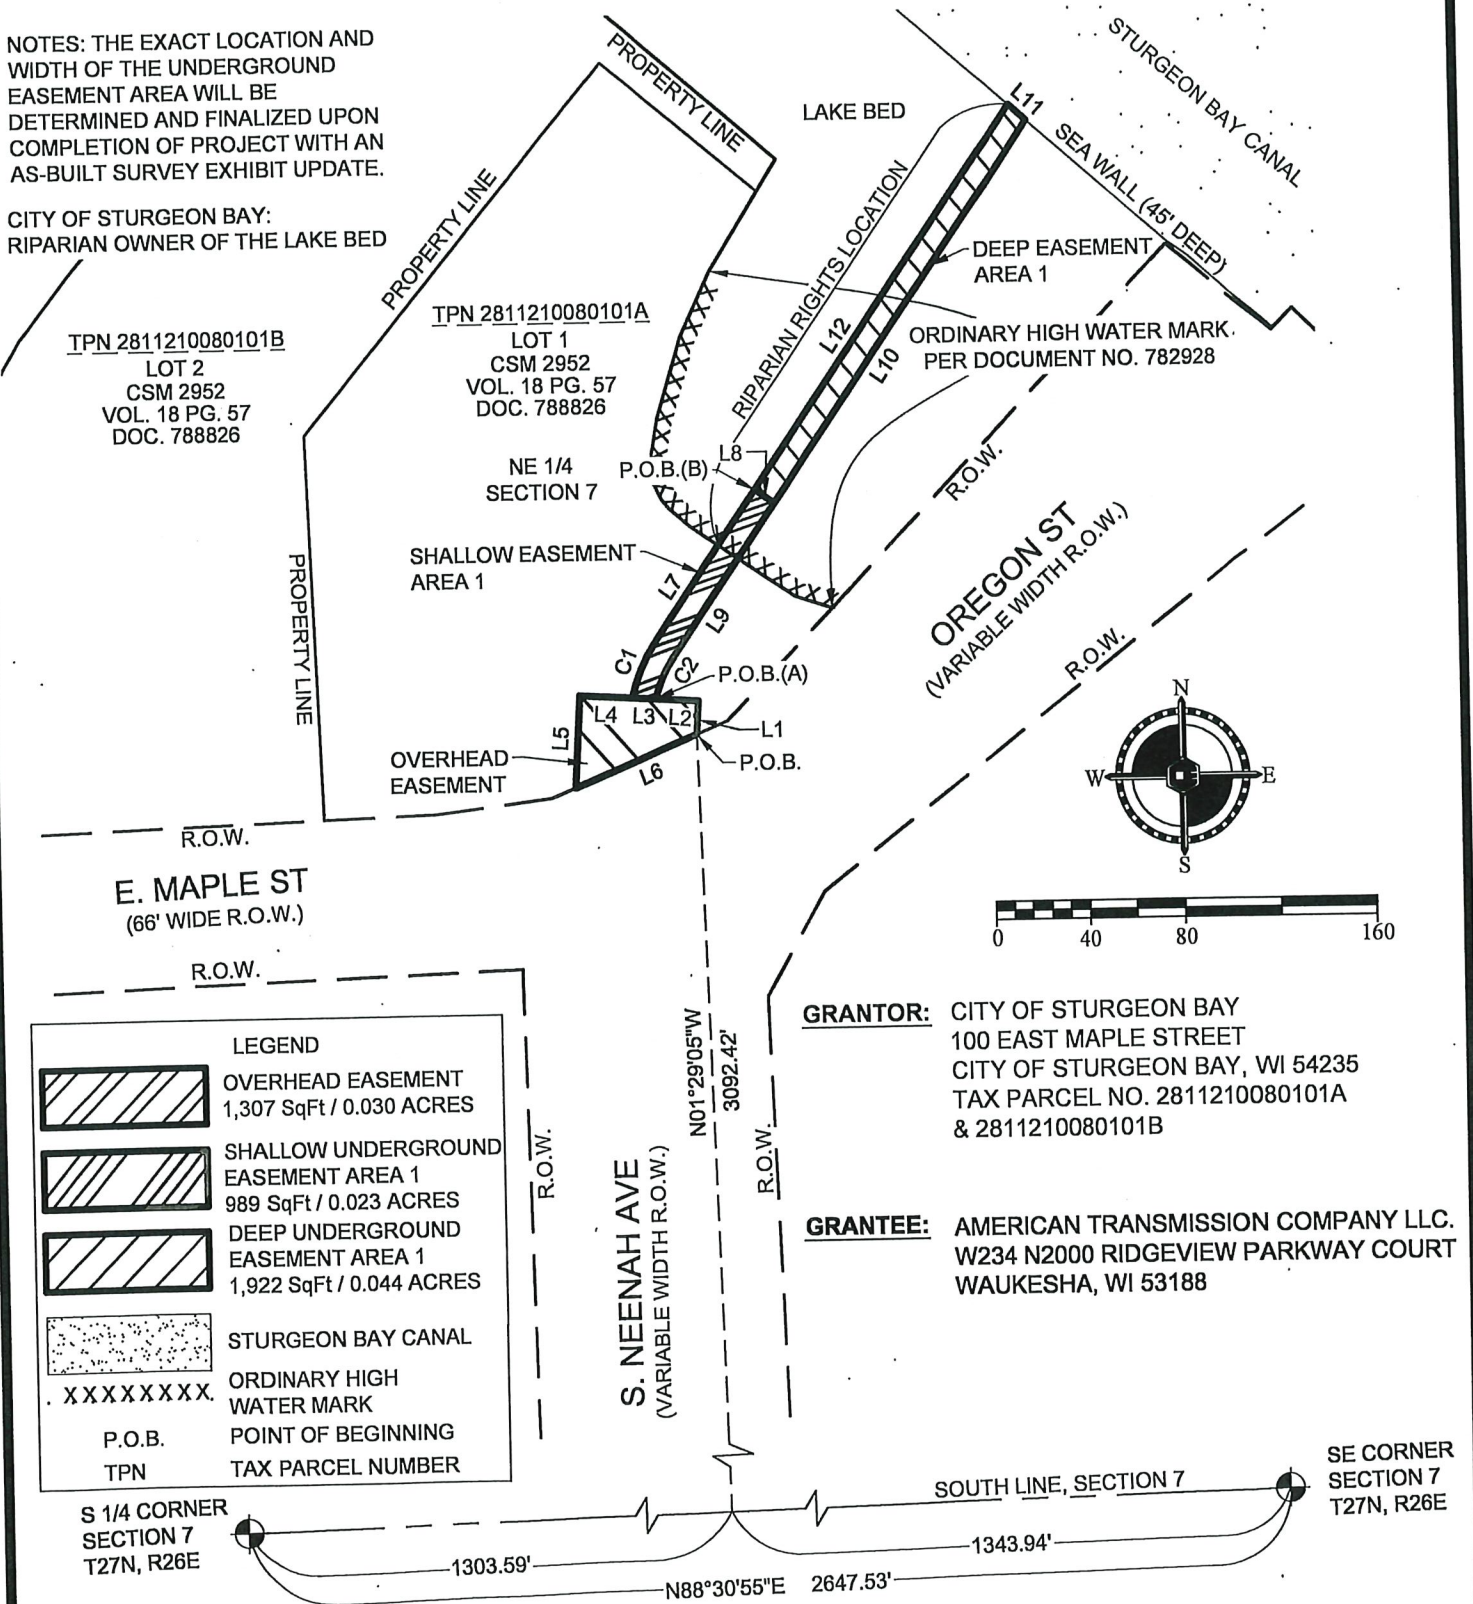 NOTES: THE EXACT LOCATION AND
WIDTH OF THE UNDERGROUND
EASEMENT AREA WILL BE
DETERMINED AND FINALIZED UPON
COMPLETION OF PROJECT WITH AN
AS-BUILT SURVEY EXHIBIT UPDATE.
CITY OF STURGEON BAY:
RIPARIAN OWNER OF THE LAKE BED
PROPERTY LINE
PROPERTY LINE
LAKE BED
L11
STURGEON BAY CANAL
SEA WALL (45' DEEP)
RIPARIAN RIGHTS LOCATION
DEEP EASEMENT
AREA 1
TPN 2811210080101B
LOT 2
CSM 2952
VOL. 18 PG. 57
DOC. 788826
TPN 2811210080101A
LOT 1
CSM 2952
VOL. 18 PG. 57
DOC. 788826
L12
L10
ORDINARY HIGH WATER MARK.
PER DOCUMENT NO. 782928
NE 1/4
SECTION 7
L8
P.O.B.(B)
R.O.W.
SHALLOW EASEMENT
AREA 1
L7
L9
OREGON ST
(VARIABLE WIDTH R.O.W.)
R.O.W.
PROPERTY LINE
C1
C2
P.O.B.(A)
L4
L3
L2
L1
L5
L6
P.O.B.
OVERHEAD
EASEMENT
N
W
E
S
R.O.W.
E. MAPLE ST
(66' WIDE R.O.W.)
R.O.W.
0
40
80
160
LEGEND
OVERHEAD EASEMENT
1,307 SqFt / 0.030 ACRES
SHALLOW UNDERGROUND
EASEMENT AREA 1
989 SqFt / 0.023 ACRES
DEEP UNDERGROUND
EASEMENT AREA 1
1,922 SqFt / 0.044 ACRES
STURGEON BAY CANAL
XXXXXXXX
ORDINARY HIGH
WATER MARK
P.O.B.
POINT OF BEGINNING
TPN
TAX PARCEL NUMBER
R.O.W.
S. NEENAH AVE
(VARIABLE WIDTH R.O.W.)
N01°29'05"W
3092.42'
R.O.W.
GRANTOR: CITY OF STURGEON BAY
100 EAST MAPLE STREET
CITY OF STURGEON BAY, WI 54235
TAX PARCEL NO. 2811210080101A
& 2811210080101B
GRANTEE: AMERICAN TRANSMISSION COMPANY LLC.
W234 N2000 RIDGEVIEW PARKWAY COURT
WAUKESHA, WI 53188
S 1/4 CORNER
SECTION 7
T27N, R26E
SOUTH LINE, SECTION 7
SE CORNER
SECTION 7
T27N, R26E
1303.59'
1343.94'
N88°30'55"E 2647.53'